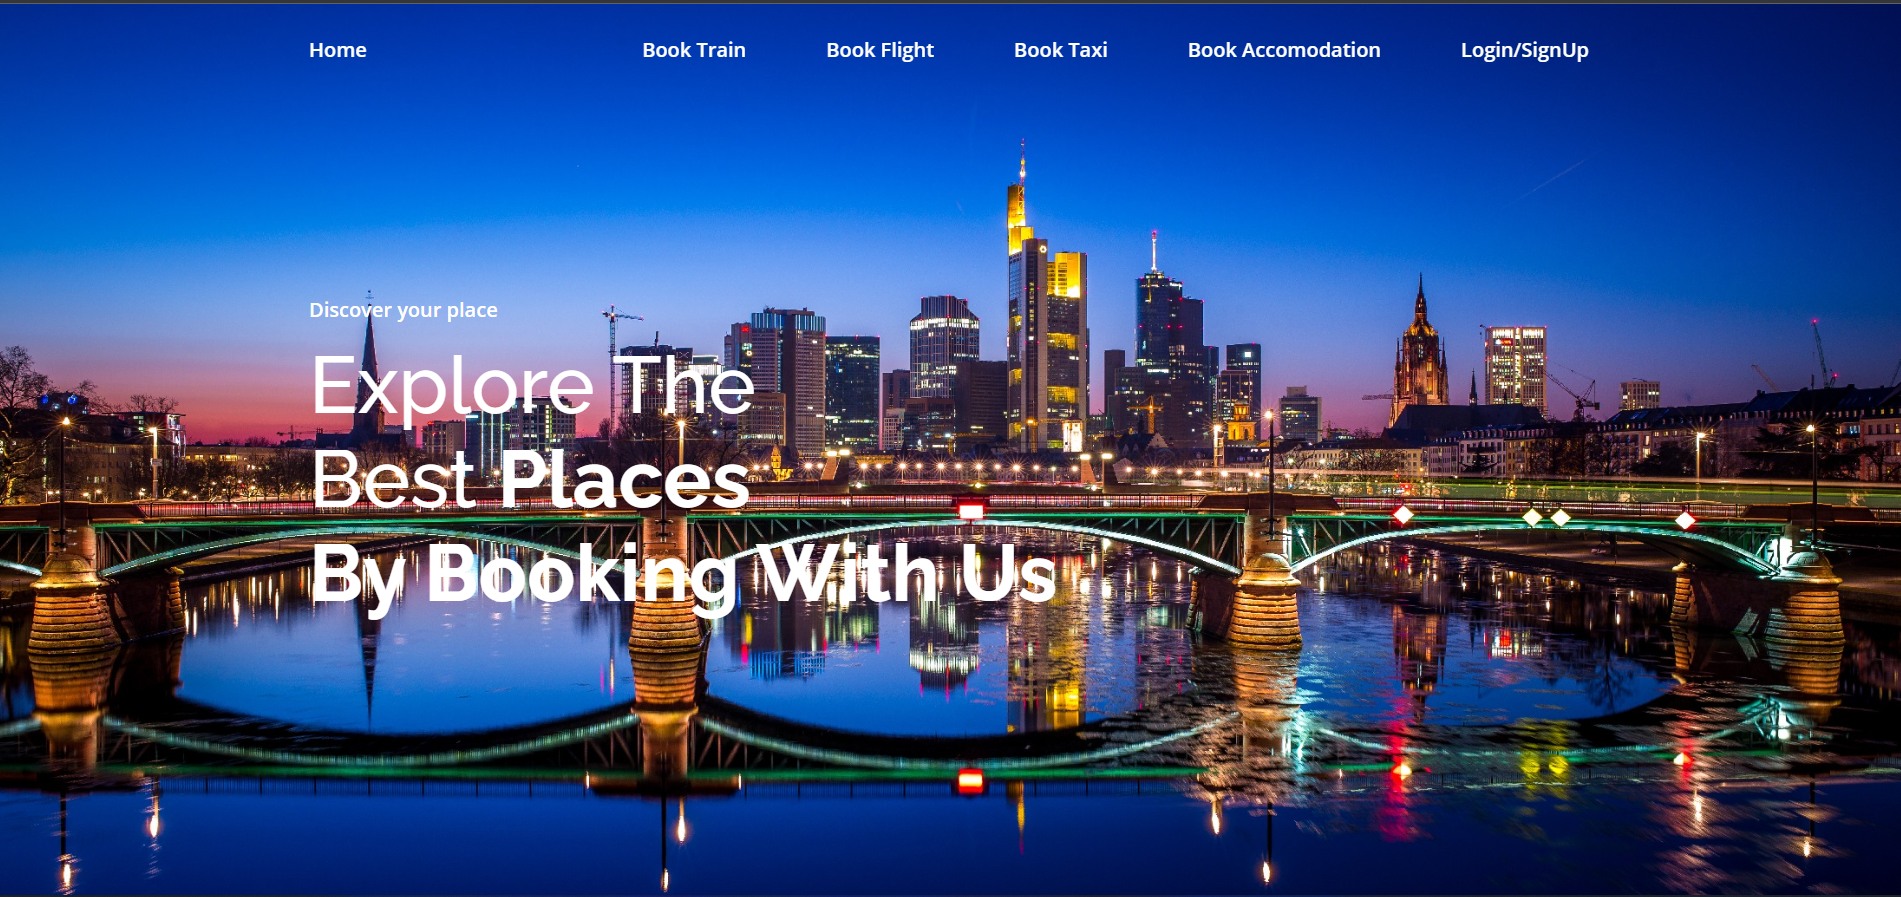 Home Book Train Book Flight Book Taxi Book Accomodation Login/SignUp
Discover your place
Explore The
Best Places
By Booking With Us